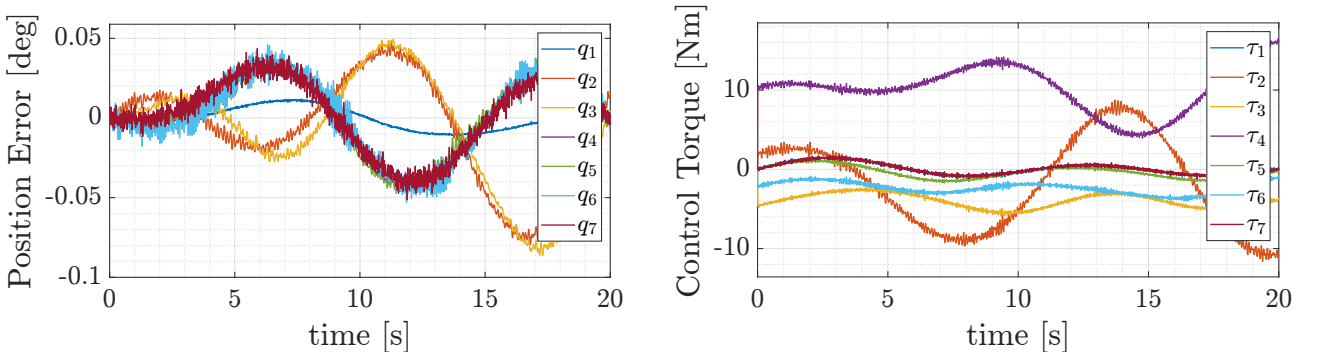 Position Error [deg]
0.05
0
-0.05
-0.1
0 5 10 15 20
time [s]
q1
q2
q3
q4
q5
q6
q7
Control Torque [Nm]
10
0
-10
0 5 10 15 20
time [s]
τ1
τ2
τ3
τ4
τ5
τ6
τ7